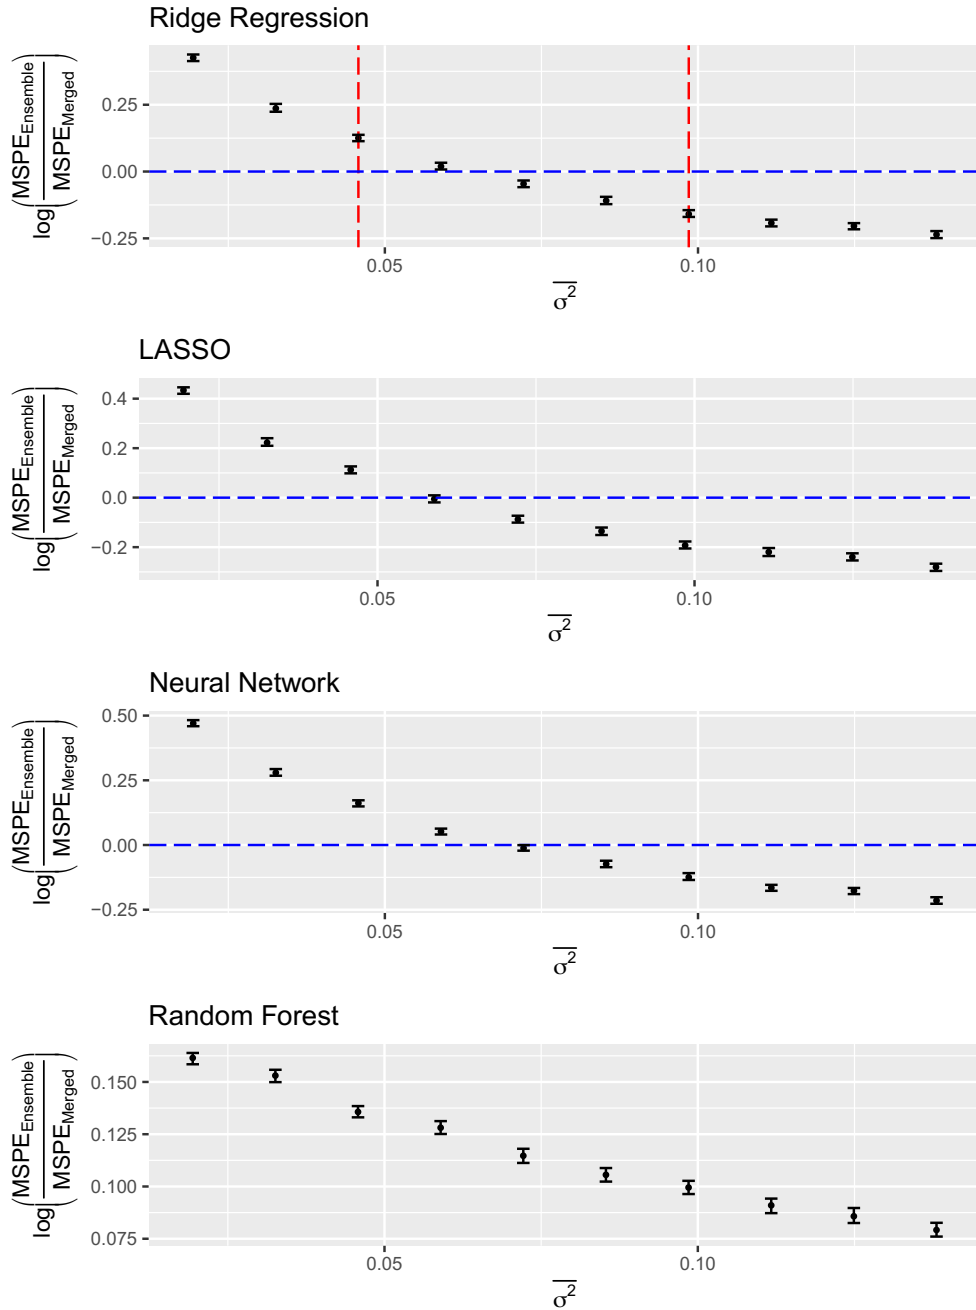 Ridge Regression
log(MSPE_Ensemble / MSPE_Merged)
0.25
0.00
−0.25
0.05 0.10
σ²
LASSO
log(MSPE_Ensemble / MSPE_Merged)
0.4
0.2
0.0
−0.2
0.05 0.10
σ²
Neural Network
log(MSPE_Ensemble / MSPE_Merged)
0.50
0.25
0.00
−0.25
0.05 0.10
σ²
Random Forest
log(MSPE_Ensemble / MSPE_Merged)
0.150
0.125
0.100
0.075
0.05 0.10
σ²